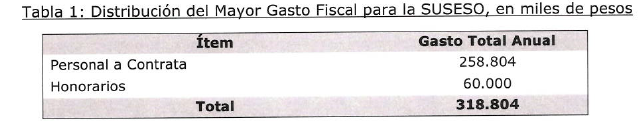 Tabla 1: Distribución del Mayor Gasto Fiscal para la SUSESO, en miles de pesos
Ítem Gasto Total Anual
Personal a Contrata 258.804
Honorarios 60.000
Total 318.804